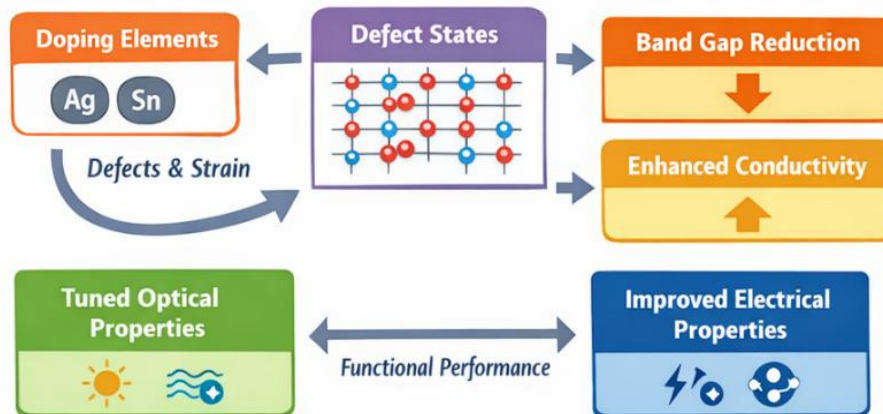 Doping Elements
Ag Sn
Defects & Strain
Defect States
Band Gap Reduction
Enhanced Conductivity
Tuned Optical
Properties
Functional Performance
Improved Electrical
Properties